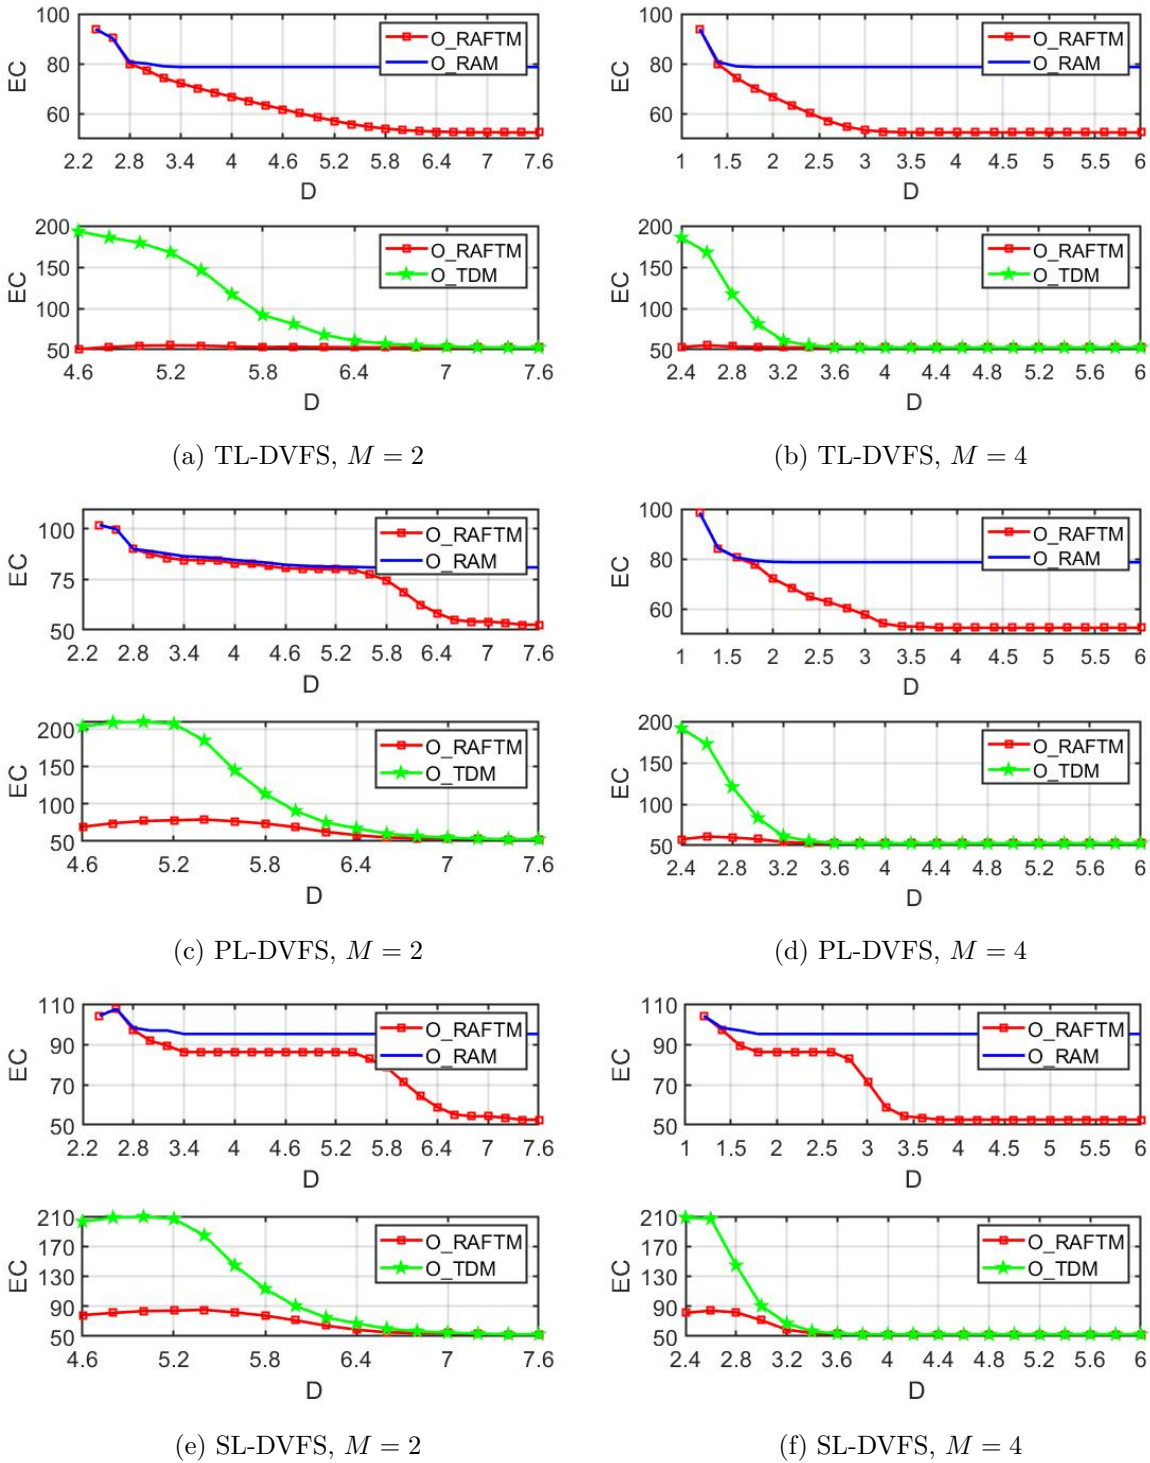 100
80
60
EC
O_RAFTM
O_RAM
2.2 2.8 3.4 4 4.6 5.2 5.8 6.4 7 7.6
D
100
80
60
EC
O_RAFTM
O_RAM
1 1.5 2 2.5 3 3.5 4 4.5 5 5.5 6
D
200
150
100
50
EC
O_RAFTM
O_TDM
4.6 5.2 5.8 6.4 7 7.6
D
200
150
100
50
EC
O_RAFTM
O_TDM
2.4 2.8 3.2 3.6 4 4.4 4.8 5.2 5.6 6
D
(a) TL-DVFS, M = 2
(b) TL-DVFS, M = 4
100
75
50
EC
O_RAFTM
O_RAM
2.2 2.8 3.4 4 4.6 5.2 5.8 6.4 7 7.6
D
100
80
60
EC
O_RAFTM
O_RAM
1 1.5 2 2.5 3 3.5 4 4.5 5 5.5 6
D
200
150
100
50
EC
O_RAFTM
O_TDM
4.6 5.2 5.8 6.4 7 7.6
D
200
150
100
50
EC
O_RAFTM
O_TDM
2.4 2.8 3.2 3.6 4 4.4 4.8 5.2 5.6 6
D
(c) PL-DVFS, M = 2
(d) PL-DVFS, M = 4
110
90
70
50
EC
O_RAFTM
O_RAM
2.2 2.8 3.4 4 4.6 5.2 5.8 6.4 7 7.6
D
110
90
70
50
EC
O_RAFTM
O_RAM
1 1.5 2 2.5 3 3.5 4 4.5 5 5.5 6
D
210
170
130
90
50
EC
O_RAFTM
O_TDM
4.6 5.2 5.8 6.4 7 7.6
D
210
170
130
90
50
EC
O_RAFTM
O_TDM
2.4 2.8 3.2 3.6 4 4.4 4.8 5.2 5.6 6
D
(e) SL-DVFS, M = 2
(f) SL-DVFS, M = 4